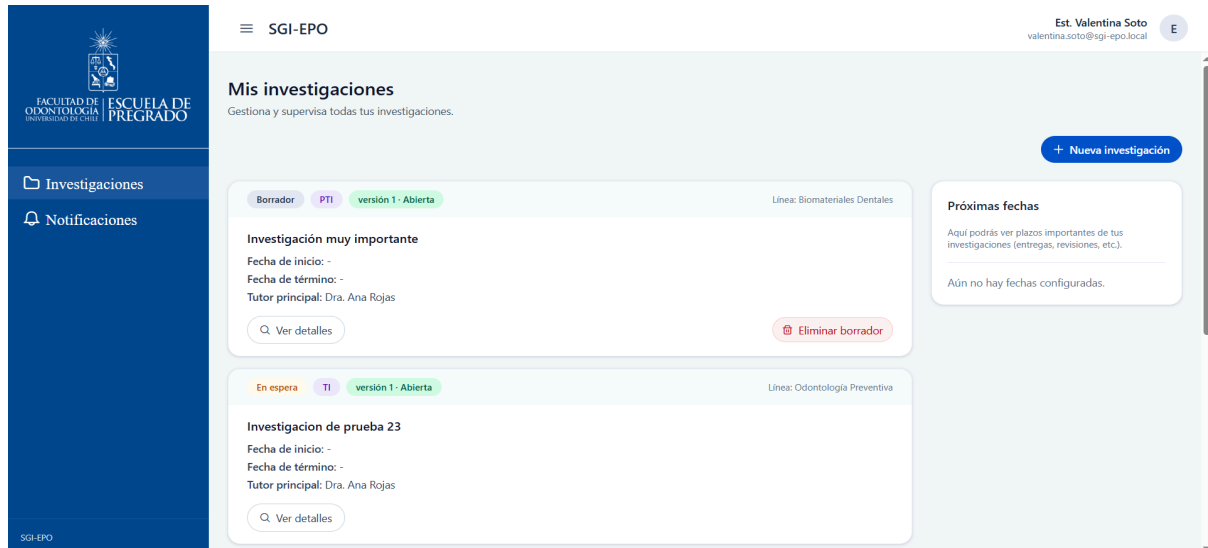 FACULTAD DE
ODONTOLOGÍA
UNIVERSIDAD DE CHILE
ESCUELA DE
PREGRADO
Investigaciones
Notificaciones
SGI-EPO
SGI-EPO
Est. Valentina Soto
valentina.soto@sgi-epo.local
E
Mis investigaciones
Gestiona y supervisa todas tus investigaciones.
+ Nueva investigación
Borrador PTI versión 1 · Abierta Línea: Biomateriales Dentales
Investigación muy importante
Fecha de inicio: -
Fecha de término: -
Tutor principal: Dra. Ana Rojas
Ver detalles Eliminar borrador
En espera TI versión 1 · Abierta Línea: Odontología Preventiva
Investigacion de prueba 23
Fecha de inicio: -
Fecha de término: -
Tutor principal: Dra. Ana Rojas
Ver detalles
Próximas fechas
Aquí podrás ver plazos importantes de tus
investigaciones (entregas, revisiones, etc.).
Aún no hay fechas configuradas.